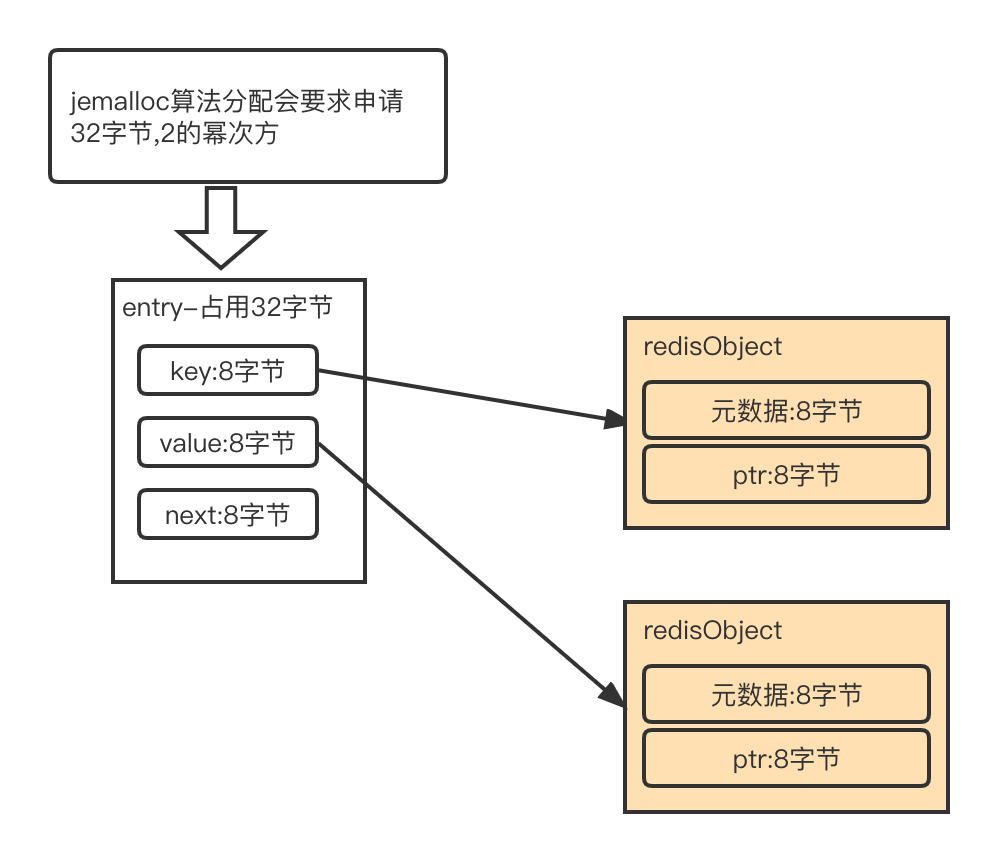 jemalloc算法分配会要求申请
32字节,2的幂次方
entry-占用32字节
key:8字节
value:8字节
next:8字节
redisObject
元数据:8字节
ptr:8字节
redisObject
元数据:8字节
ptr:8字节